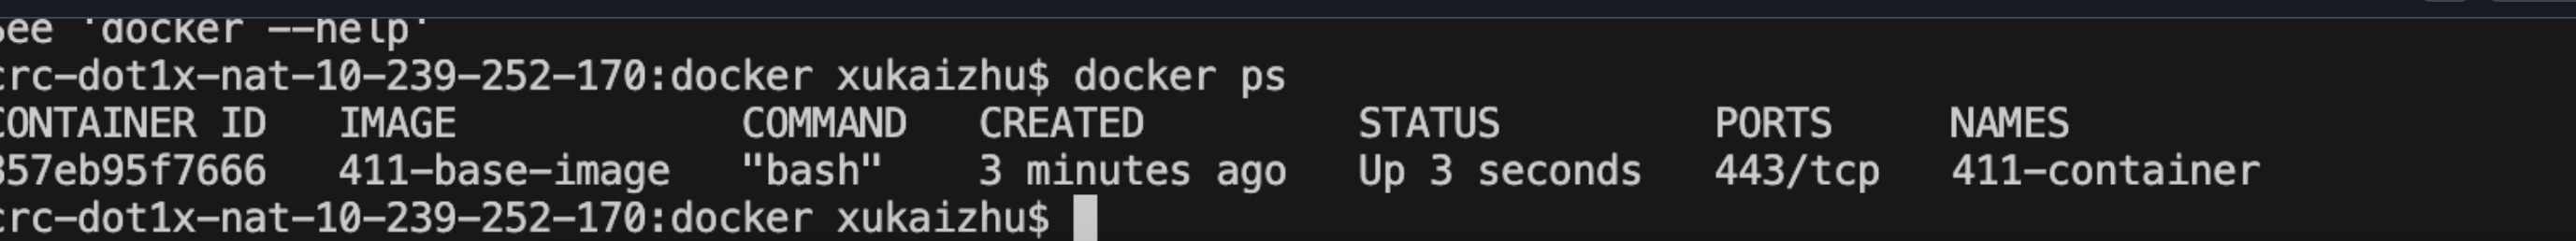 See 'docker --help'
crc-dot1x-nat-10-239-252-170:docker xukaizhu$ docker ps
CONTAINER ID IMAGE COMMAND CREATED STATUS PORTS NAMES
357eb95f7666 411-base-image "bash" 3 minutes ago Up 3 seconds 443/tcp 411-container
crc-dot1x-nat-10-239-252-170:docker xukaizhu$